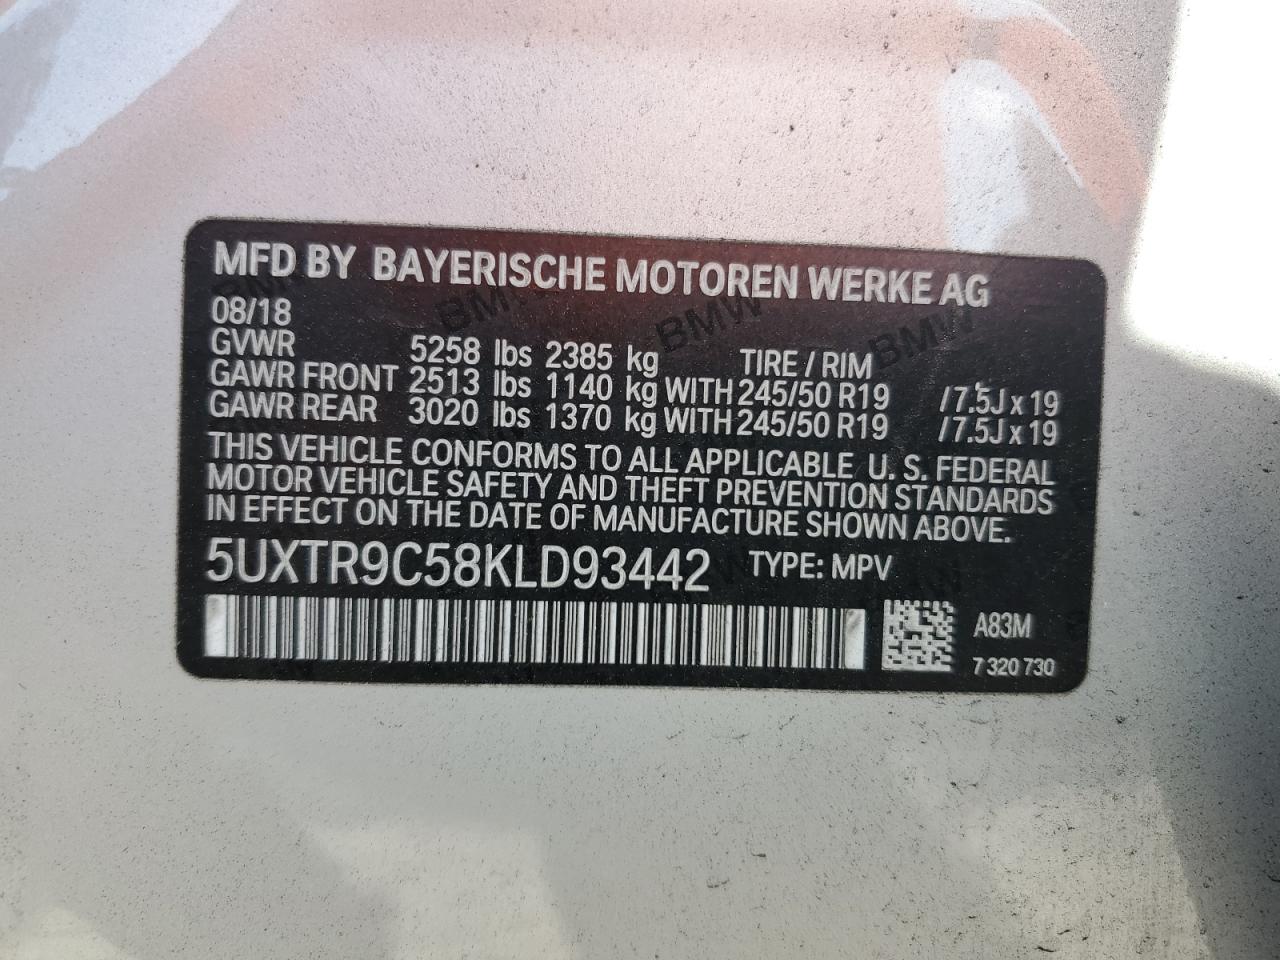 MFD BY BAYERISCHE MOTOREN WERKE AG
08/18
GVWR 5258 lbs 2385 kg TIRE / RIM
GAWR FRONT 2513 lbs 1140 kg WITH 245/50 R19 / 7.5J x 19
GAWR REAR 3020 lbs 1370 kg WITH 245/50 R19 / 7.5J x 19
THIS VEHICLE CONFORMS TO ALL APPLICABLE U. S. FEDERAL
MOTOR VEHICLE SAFETY AND THEFT PREVENTION STANDARDS
IN EFFECT ON THE DATE OF MANUFACTURE SHOWN ABOVE.
5UXTR9C58KLD93442 TYPE: MPV
A83M
7 320 730
BMW BMW BMW